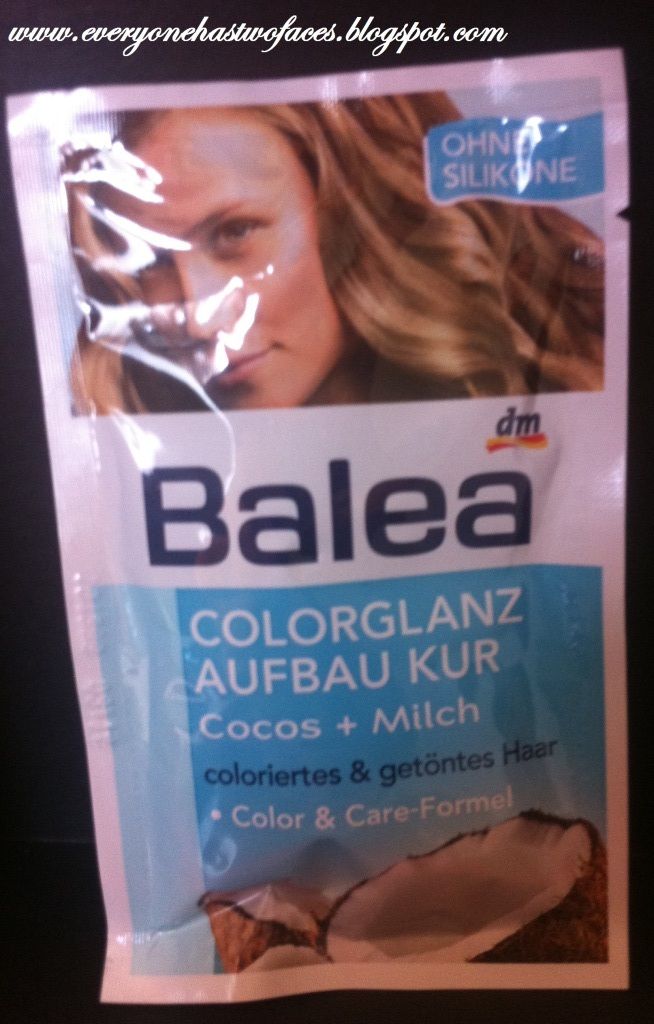 www.everyonehastwofaces.blogspot.com
OHNE
SILIKONE
dm
Balea
COLORGLANZ
AUFBAU KUR
Cocos + Milch
coloriertes & getöntes Haar
• Color & Care-Formel